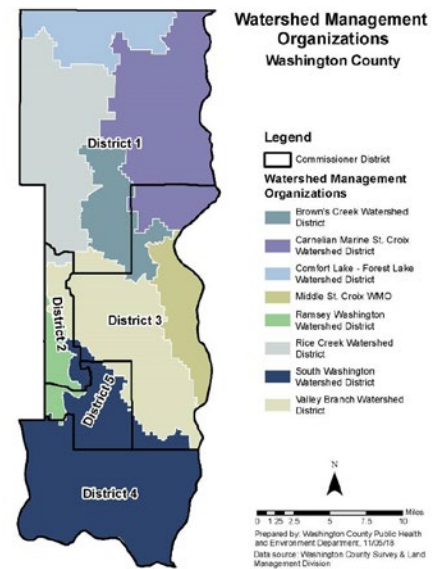 Watershed Management
Organizations
Washington County
Legend
Commissioner District
Watershed Management
Organizations
Brown's Creek Watershed
District
Carnelian Marine St. Croix
Watershed District
Comfort Lake - Forest Lake
Watershed District
Middle St. Croix WMO
Ramsey Washington
Watershed District
Rice Creek Watershed
District
South Washington
Watershed District
Valley Branch Watershed
District
District 1
District 2
District 3
District 5
District 4
N
0 1.25 2.5 5 7.5 10 Miles
Prepared by: Washington County Public Health
and Environment Department, 11/05/18
Data source: Washington County Survey & Land
Management Division